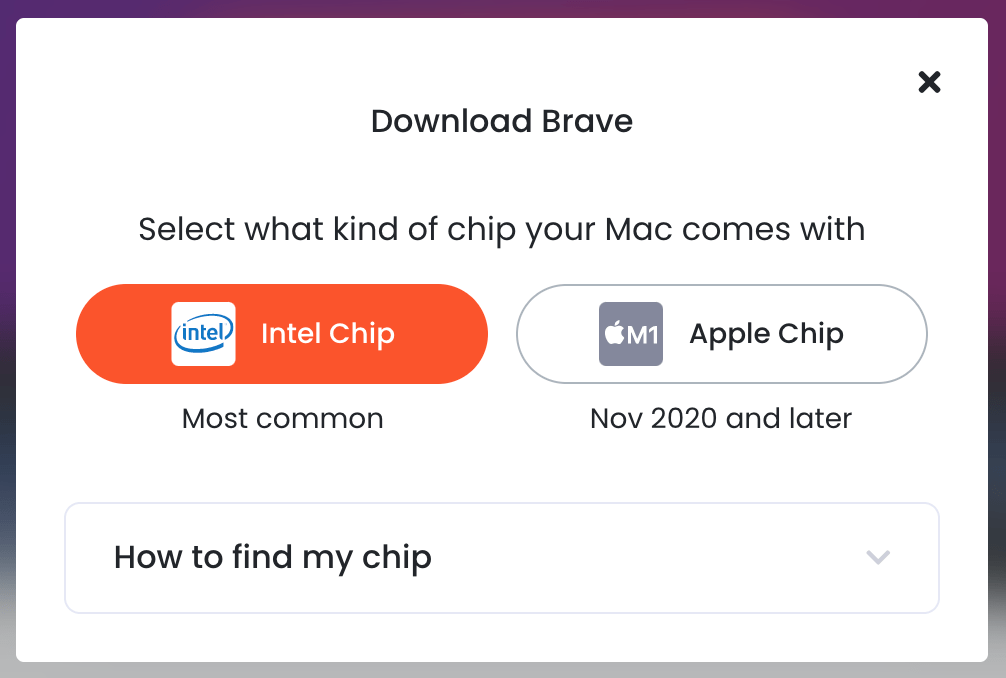 Download Brave
Select what kind of chip your Mac comes with
intel Intel Chip
M1 Apple Chip
Most common
Nov 2020 and later
How to find my chip